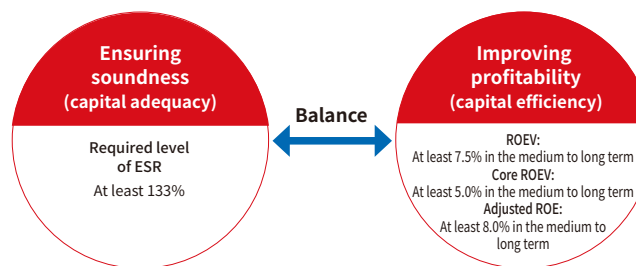 Ensuring
soundness
(capital adequacy)
Required level
of ESR
At least 133%
Balance
Improving
profitability
(capital efficiency)
ROEV:
At least 7.5% in the medium to long term
Core ROEV:
At least 5.0% in the medium to long term
Adjusted ROE:
At least 8.0% in the medium to
long term